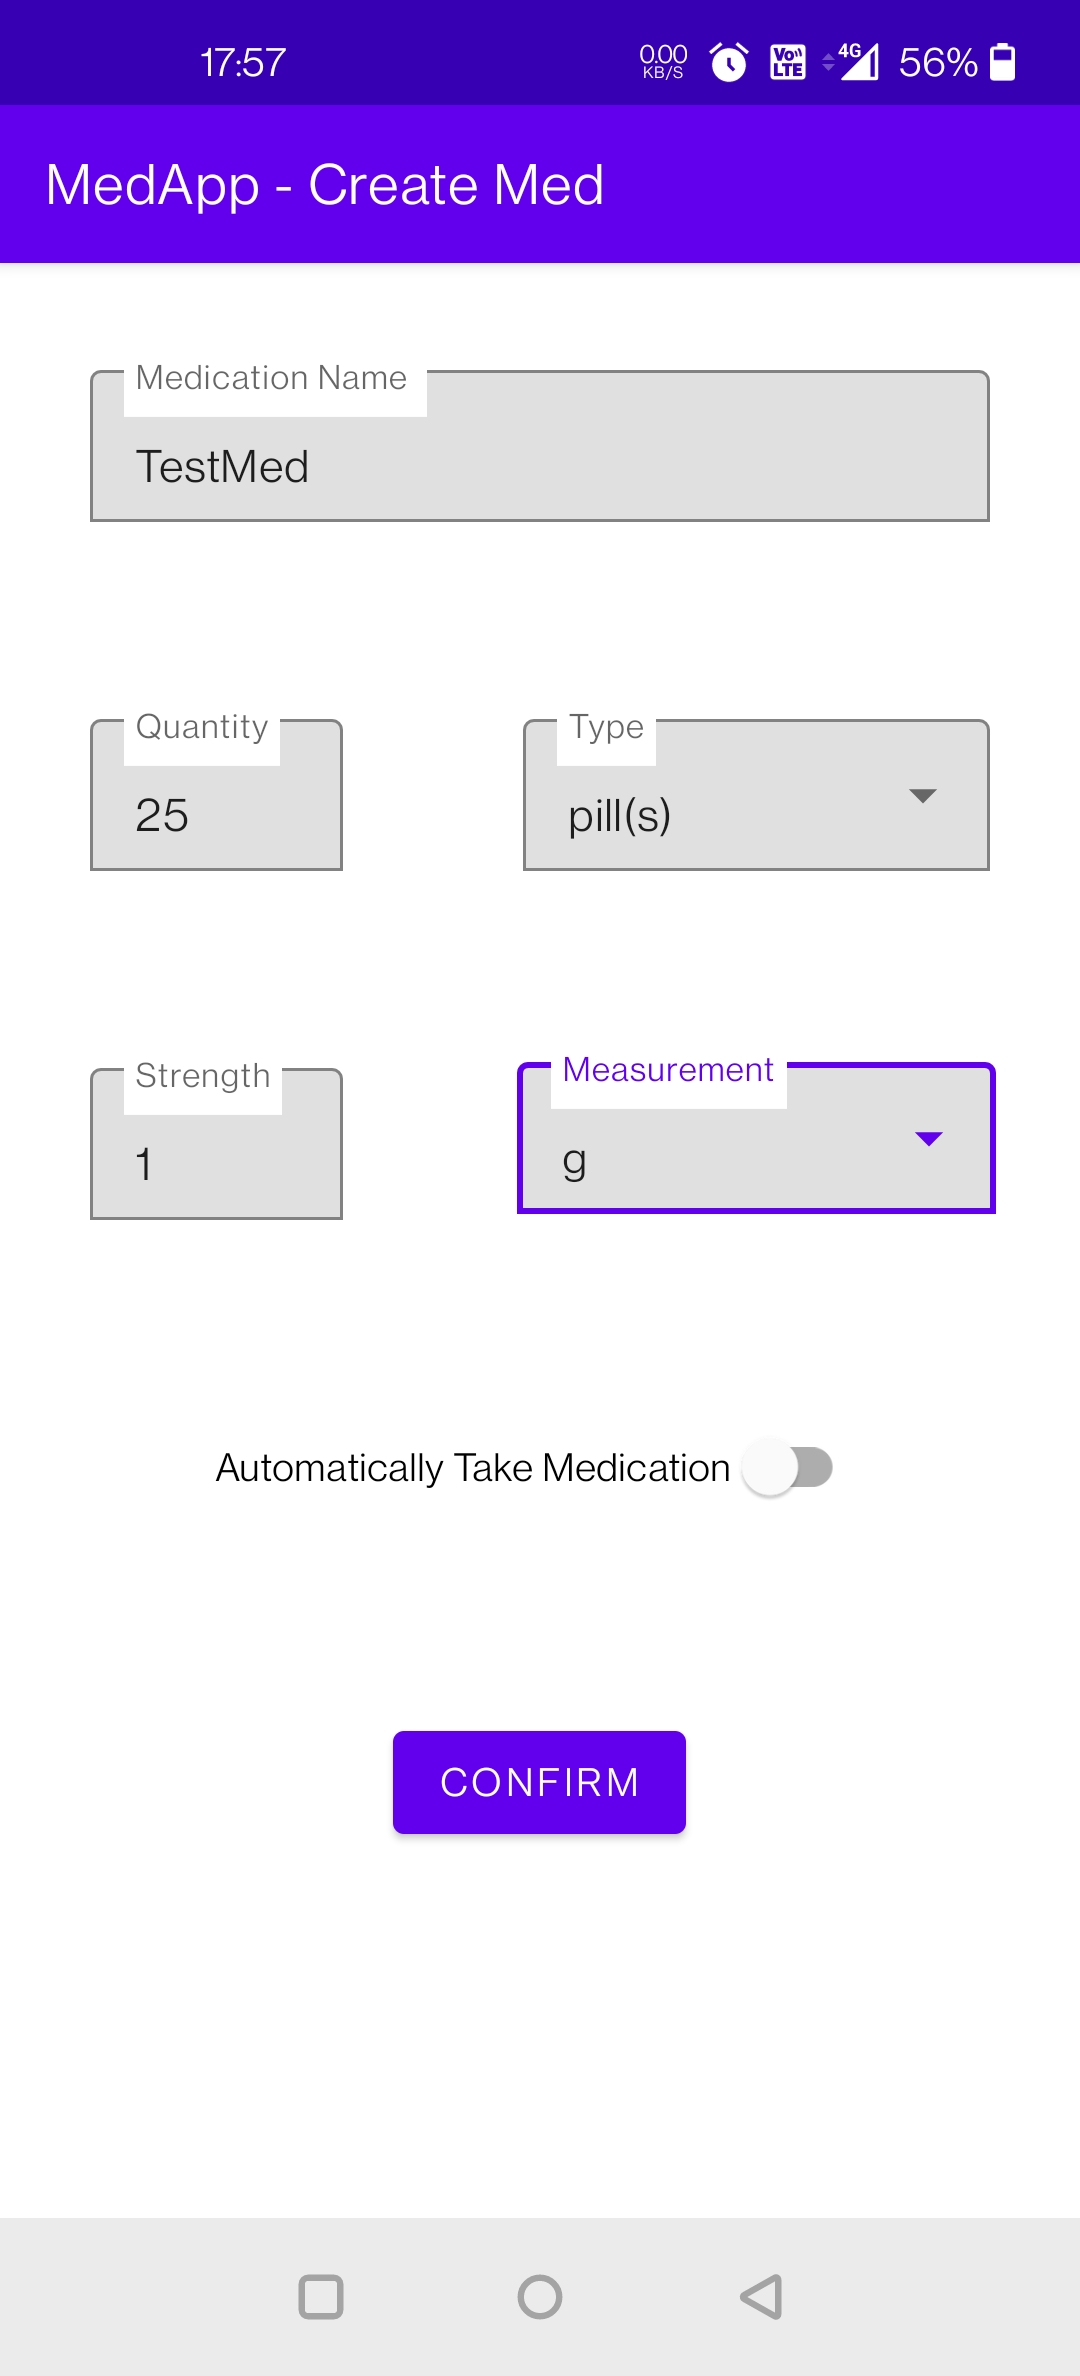 17:57 0.00 KB/S VoLTE 4G 56%
MedApp - Create Med
Medication Name
TestMed
Quantity Type
25 pill(s)
Strength Measurement
1 g
Automatically Take Medication
CONFIRM